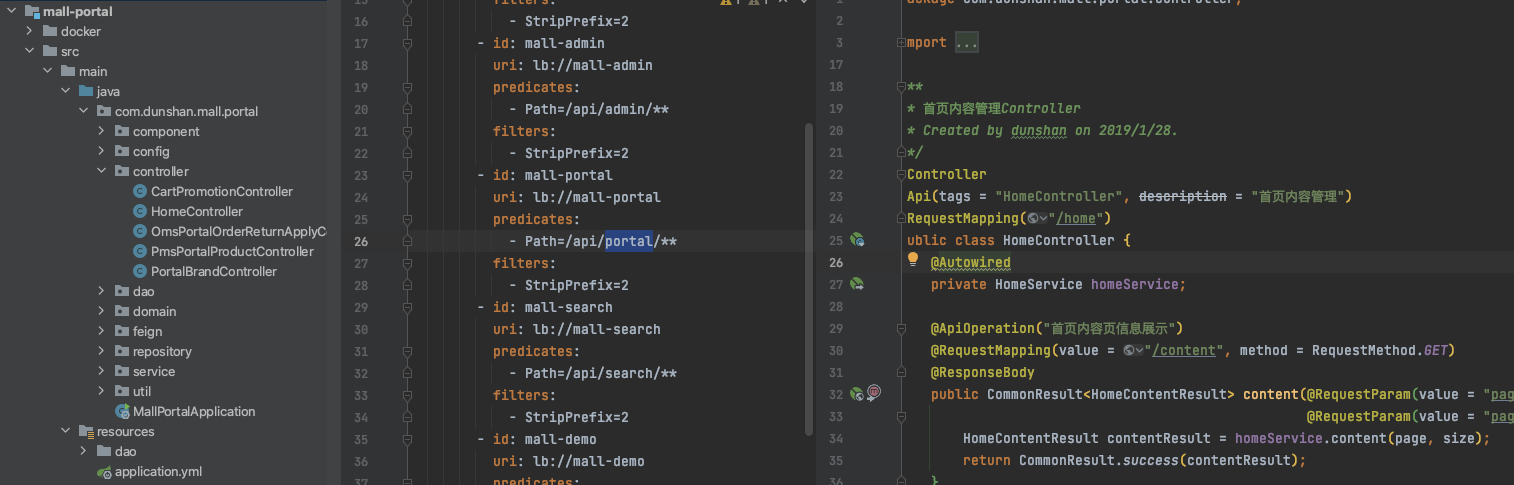 mall-portal
docker
src
main
java
com.dunshan.mall.portal
component
config
controller
CartPromotionController
HomeController
OmsPortalOrderReturnApplyC
PmsPortalProductController
PortalBrandController
dao
domain
feign
repository
service
util
MallPortalApplication
resources
dao
application.yml
16 - StripPrefix=2
17 - id: mall-admin
18 uri: lb://mall-admin
19 predicates:
20 - Path=/api/admin/**
21 filters:
22 - StripPrefix=2
23 - id: mall-portal
24 uri: lb://mall-portal
25 predicates:
26 - Path=/api/portal/**
27 filters:
28 - StripPrefix=2
29 - id: mall-search
30 uri: lb://mall-search
31 predicates:
32 - Path=/api/search/**
33 filters:
34 - StripPrefix=2
35 - id: mall-demo
36 uri: lb://mall-demo
predicates:
2
3 mport ...
17
18 **
19 * 首页内容管理Controller
20 * Created by dunshan on 2019/1/28.
21 */
22 Controller
23 Api(tags = "HomeController", description = "首页内容管理")
24 RequestMapping("/home")
25 ublic class HomeController {
26 @Autowired
27 private HomeService homeService;
28
29 @ApiOperation("首页内容页信息展示")
30 @RequestMapping(value = "/content", method = RequestMethod.GET)
31 @ResponseBody
32 public CommonResult<HomeContentResult> content(@RequestParam(value = "pag
33 @RequestParam(value = "pag
34 HomeContentResult contentResult = homeService.content(page, size);
35 return CommonResult.success(contentResult);
36 }